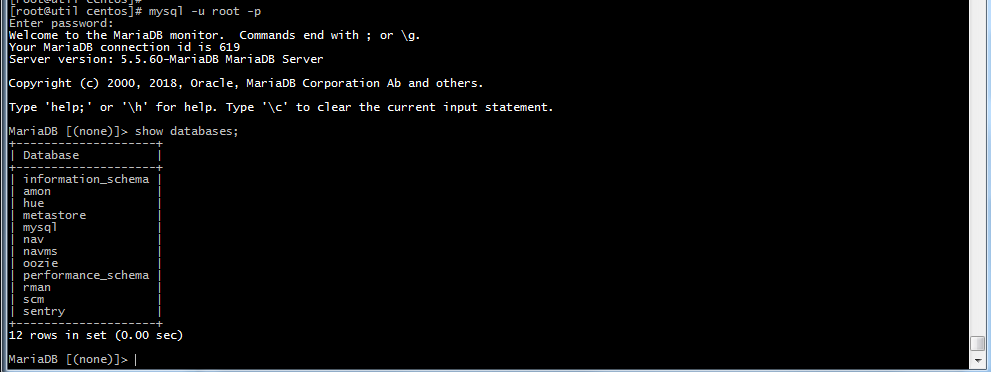 [root@util centos]#
[root@util centos]# mysql -u root -p
Enter password:
Welcome to the MariaDB monitor.  Commands end with ; or \g.
Your MariaDB connection id is 619
Server version: 5.5.60-MariaDB MariaDB Server
Copyright (c) 2000, 2018, Oracle, MariaDB Corporation Ab and others.
Type 'help;' or '\h' for help. Type '\c' to clear the current input statement.
MariaDB [(none)]> show databases;
+--------------------+
| Database           |
+--------------------+
| information_schema |
| amon               |
| hue                |
| metastore          |
| mysql              |
| nav                |
| navms              |
| oozie              |
| performance_schema |
| rman               |
| scm                |
| sentry             |
+--------------------+
12 rows in set (0.00 sec)
MariaDB [(none)]>